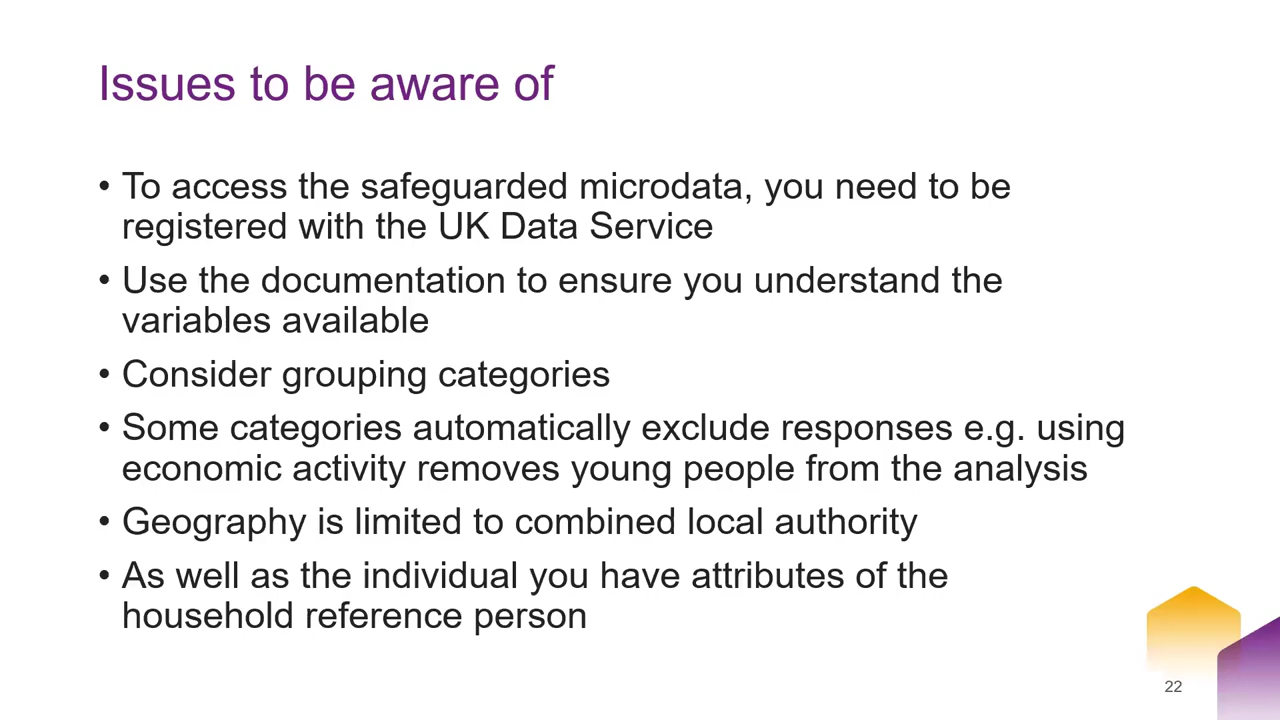 Issues to be aware of
• To access the safeguarded microdata, you need to be
registered with the UK Data Service
• Use the documentation to ensure you understand the
variables available
• Consider grouping categories
• Some categories automatically exclude responses e.g. using
economic activity removes young people from the analysis
• Geography is limited to combined local authority
• As well as the individual you have attributes of the
household reference person
22